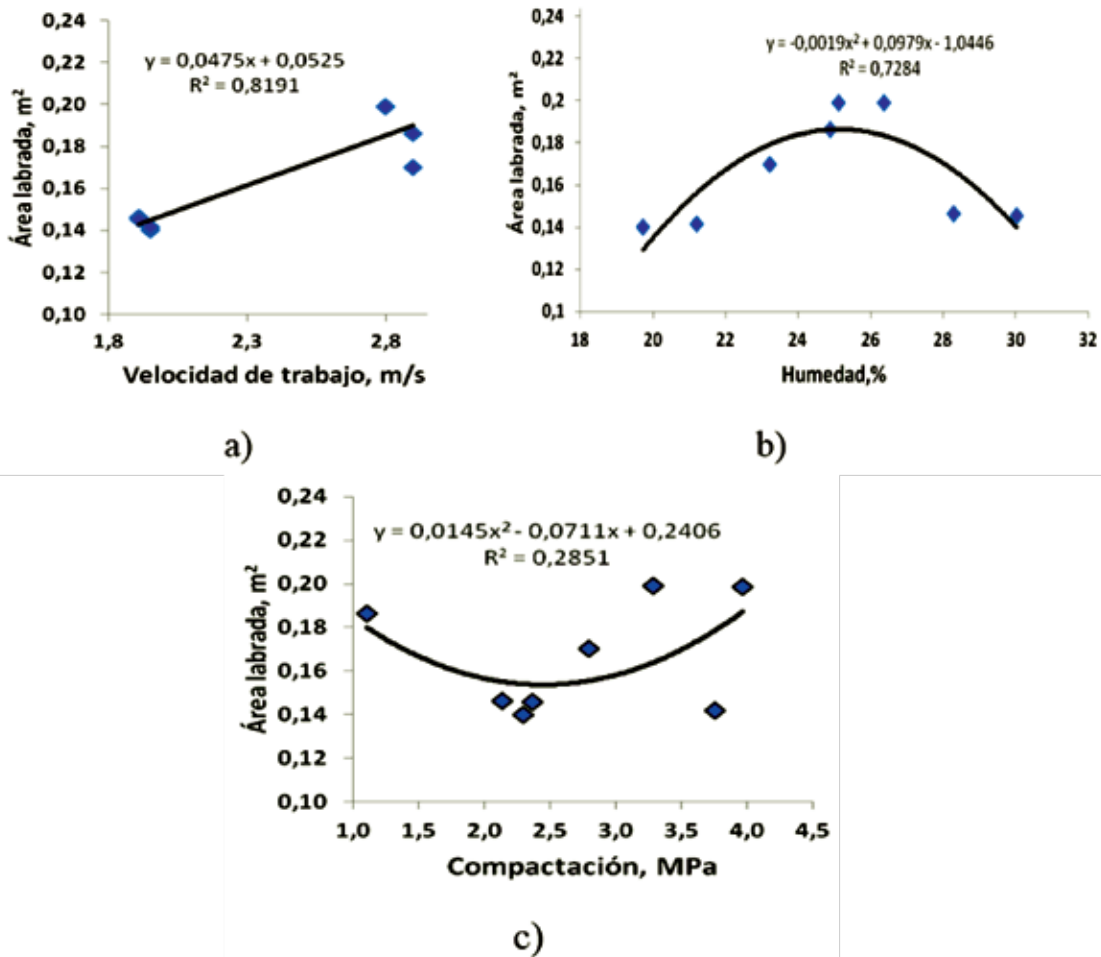 0,24
0,22
0,20
0,18
0,16
0,14
0,12
0,10
Área labrada, m²
y = 0,0475x + 0,0525
R² = 0,8191
1,8 2,3 2,8
Velocidad de trabajo, m/s
a)
0,24
0,22
0,2
0,18
0,16
0,14
0,12
0,1
Área labrada, m²
y = -0,0019x² + 0,0979x - 1,0446
R² = 0,7284
18 20 22 24 26 28 30 32
Humedad,%
b)
0,24
0,22
0,20
0,18
0,16
0,14
0,12
0,10
Área labrada, m²
y = 0,0145x² - 0,0711x + 0,2406
R² = 0,2851
1,0 1,5 2,0 2,5 3,0 3,5 4,0 4,5
Compactación, MPa
c)